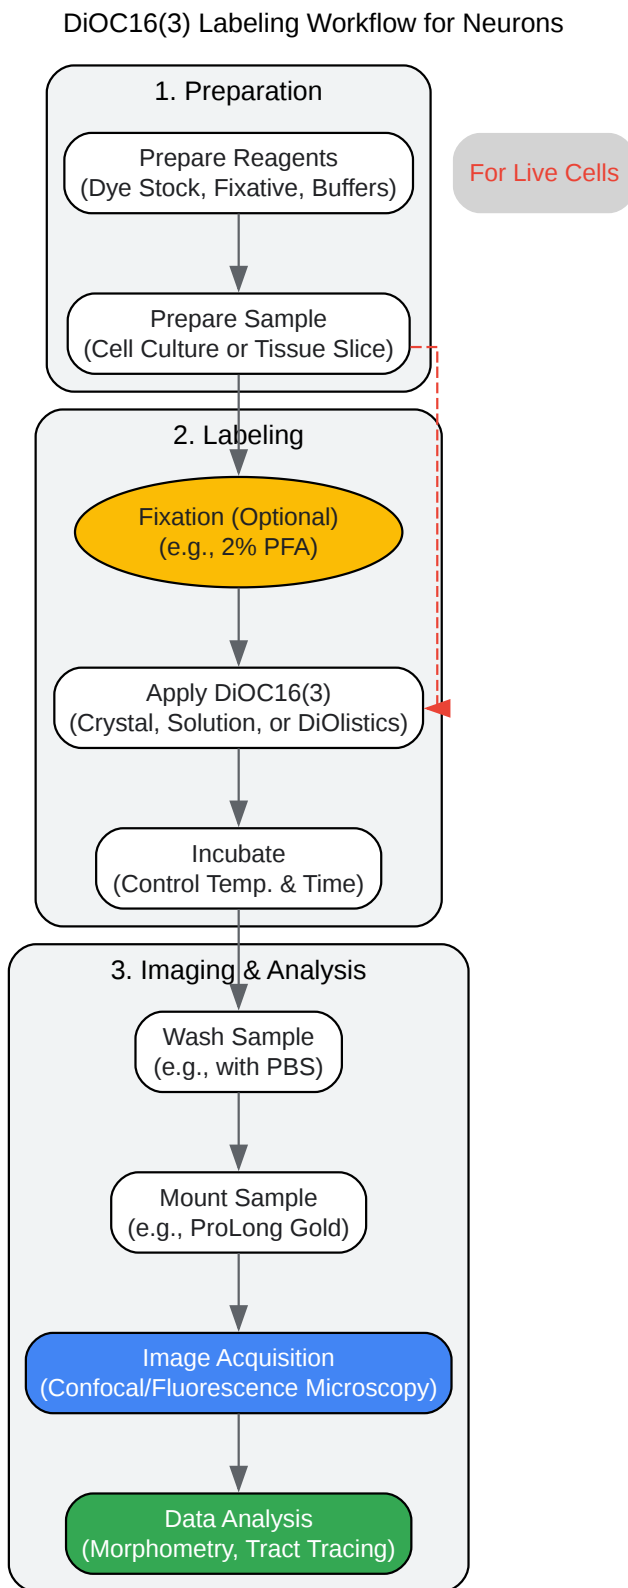 DiOC16(3) Labeling Workflow for Neurons
1. Preparation
Prepare Reagents
(Dye Stock, Fixative, Buffers)
For Live Cells
Prepare Sample
(Cell Culture or Tissue Slice)
2. Labeling
Fixation (Optional)
(e.g., 2% PFA)
Apply DiOC16(3)
(Crystal, Solution, or DiOlistics)
Incubate
(Control Temp. & Time)
3. Imaging & Analysis
Wash Sample
(e.g., with PBS)
Mount Sample
(e.g., ProLong Gold)
Image Acquisition
(Confocal/Fluorescence Microscopy)
Data Analysis
(Morphometry, Tract Tracing)